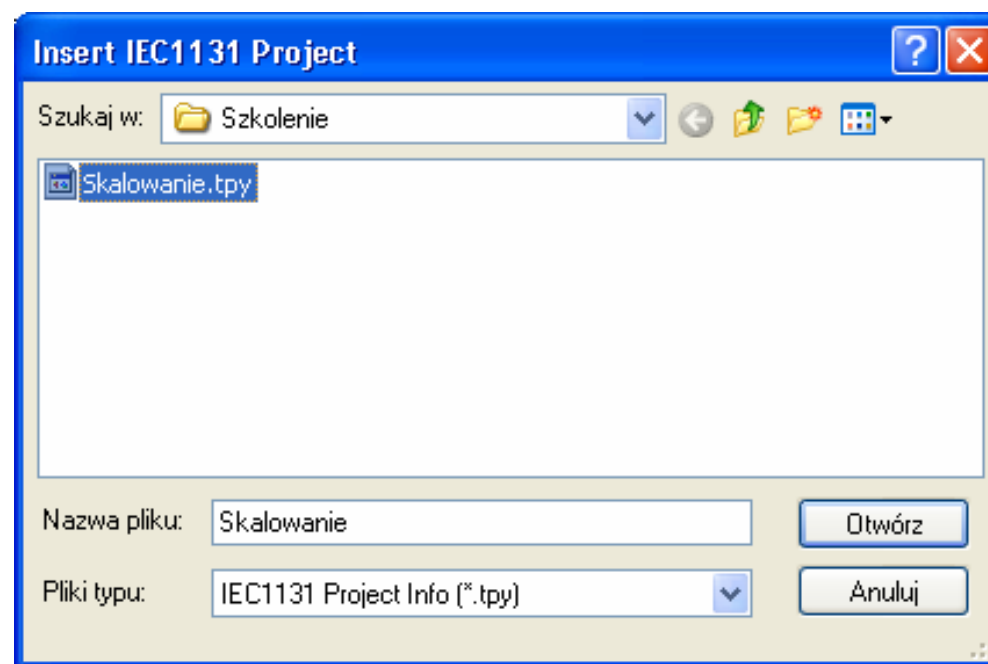 Insert IEC1131 Project
Szukaj w: Szkolenie
Skalowanie.tpy
Nazwa pliku: Skalowanie Otwórz
Pliki typu: IEC1131 Project Info (*.tpy) Anuluj